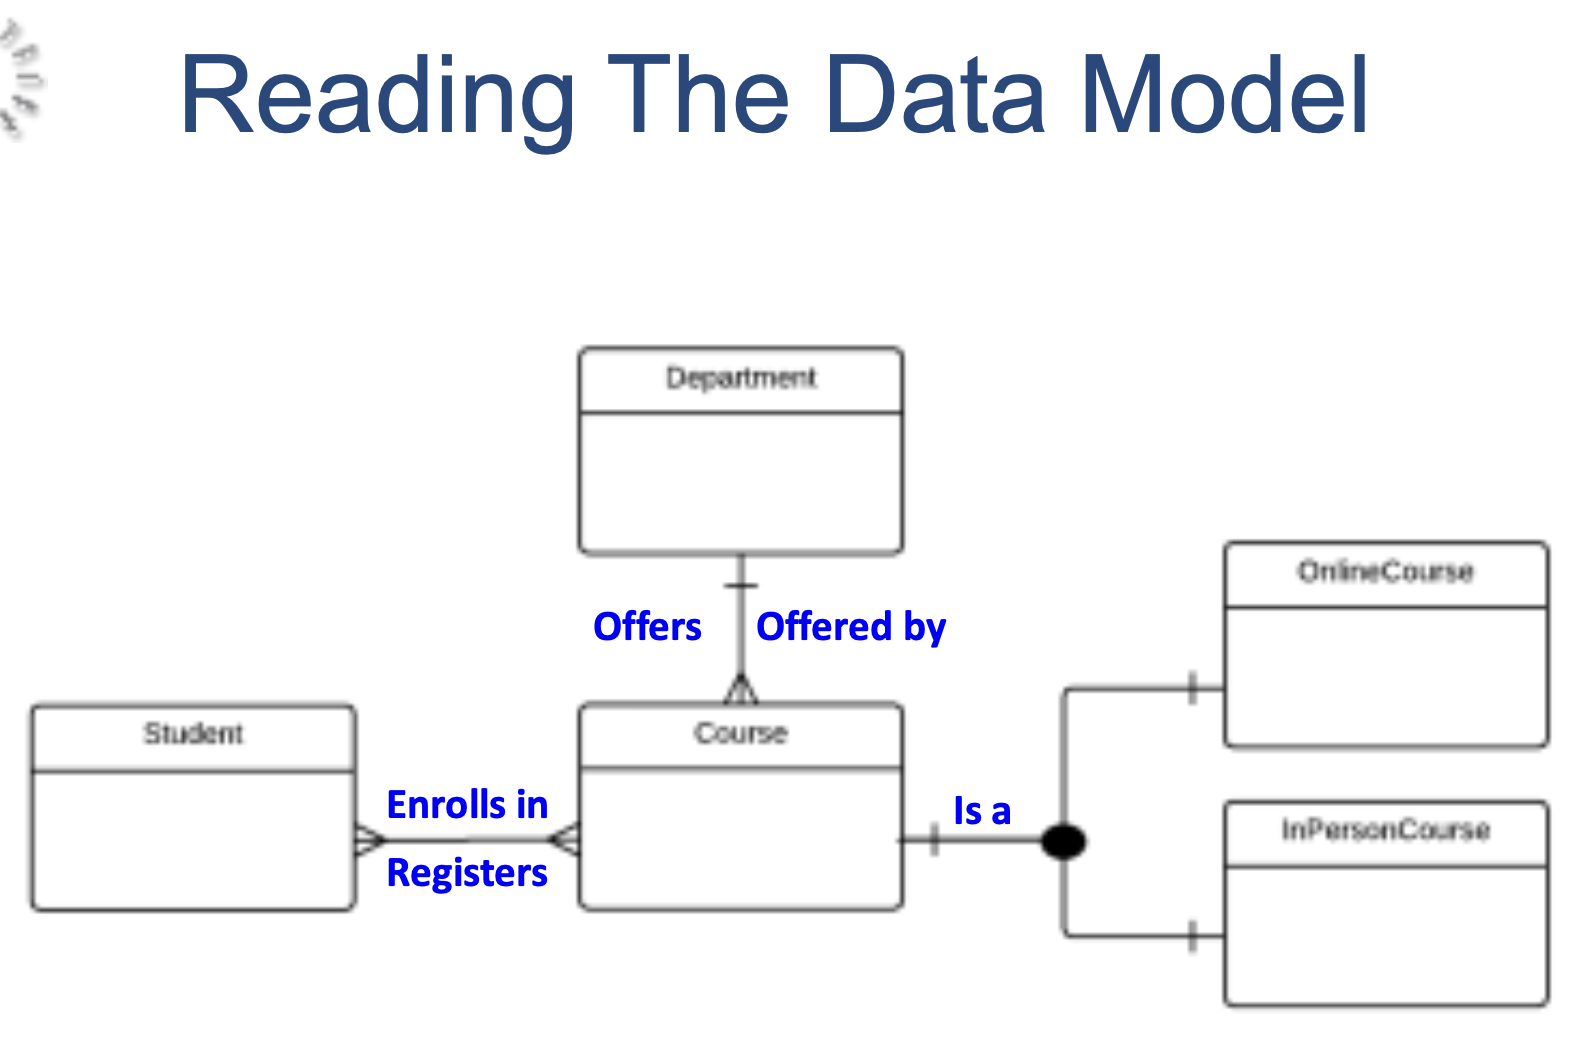 Reading The Data Model
Department
Offers
Offered by
OnlineCourse
Student
Course
Enrolls in
Registers
Is a
InPersonCourse